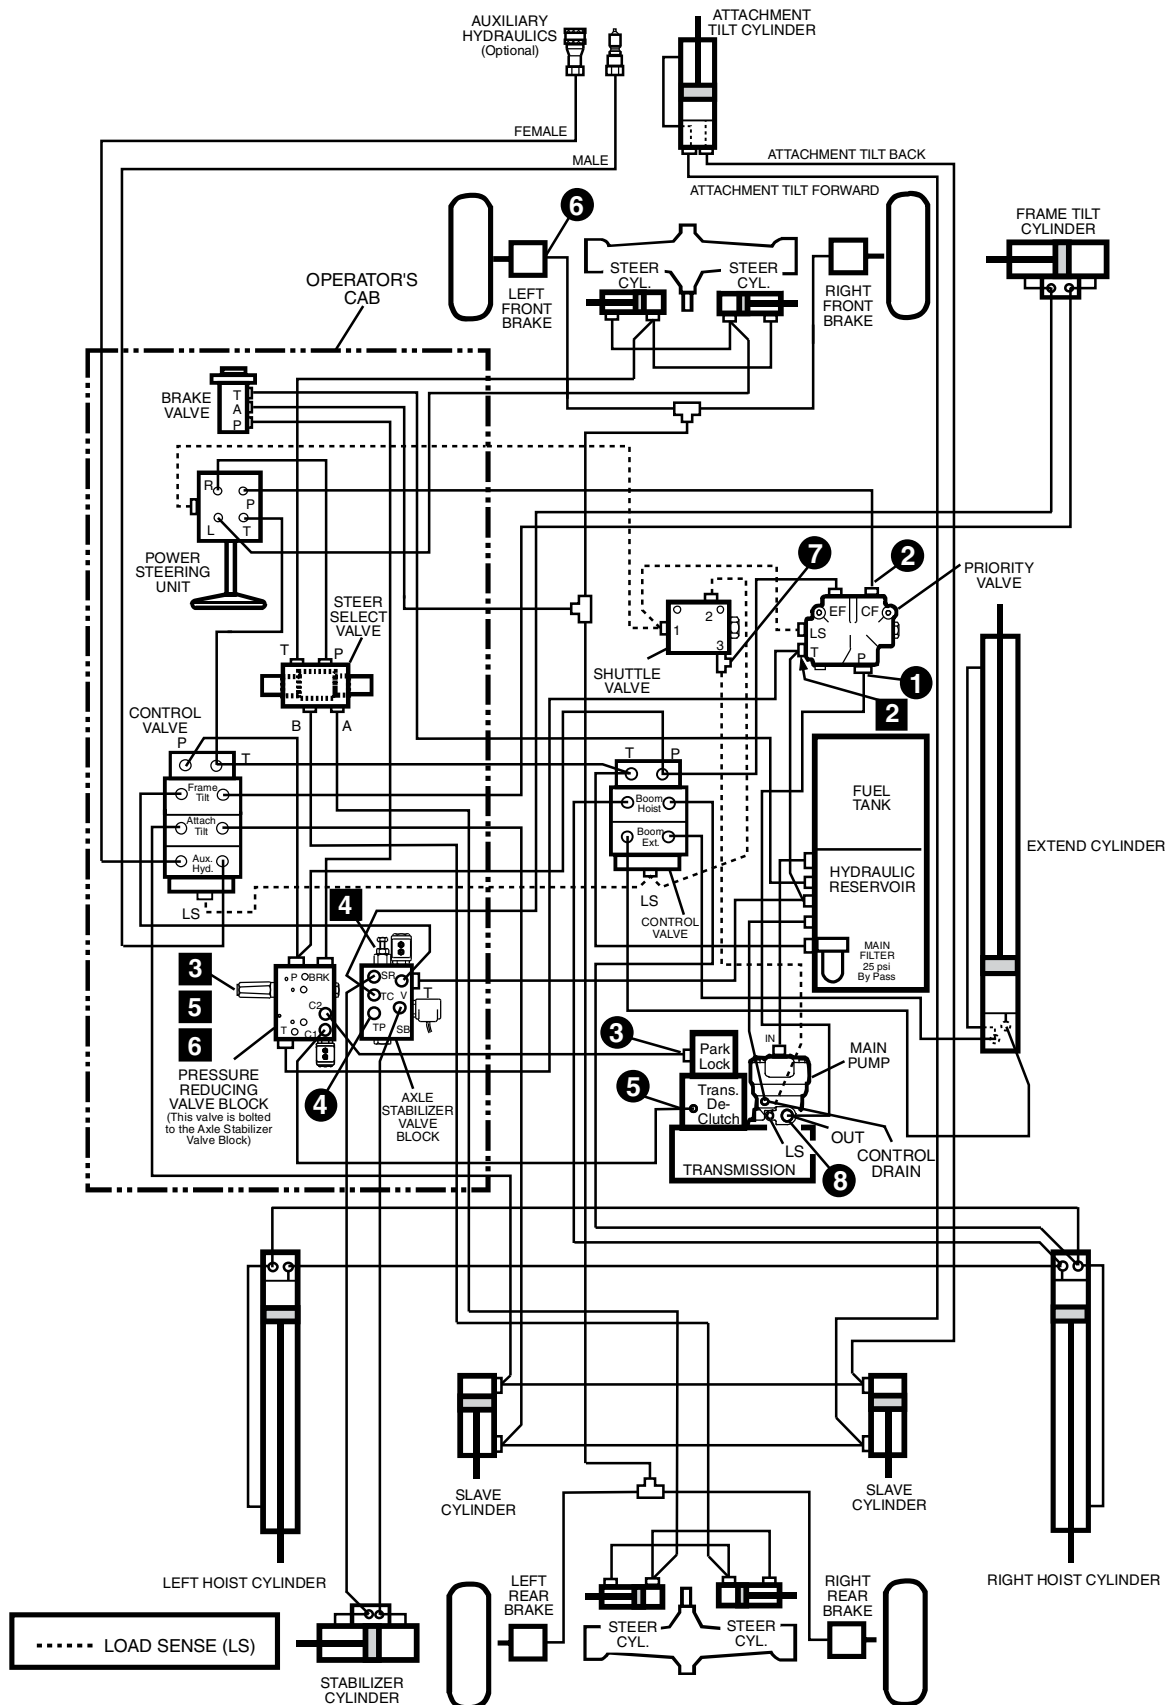 AUXILIARY
HYDRAULICS
(Optional)
ATTACHMENT
TILT CYLINDER
FEMALE
MALE
ATTACHMENT TILT BACK
ATTACHMENT TILT FORWARD
6
FRAME TILT
CYLINDER
STEER
CYL.
STEER
CYL.
LEFT
FRONT
BRAKE
RIGHT
FRONT
BRAKE
OPERATOR'S
CAB
BRAKE
VALVE
T
A
P
R
P
L
T
POWER
STEERING
UNIT
7
2
PRIORITY
VALVE
EF
CF
LS
T
P
1
2
1
2
3
SHUTTLE
VALVE
STEER
SELECT
VALVE
T
P
B
A
CONTROL
VALVE
P
T
Frame
Tilt
Attach
Tilt
Aux.
Hyd.
LS
T
P
Boom
Hoist
Boom
Ext.
LS
CONTROL
VALVE
FUEL
TANK
HYDRAULIC
RESERVOIR
MAIN
FILTER
25 psi
By Pass
EXTEND CYLINDER
4
3
5
6
P
BRK
C2
T
C1
SR
TC
V
T
TP
SB
PRESSURE
REDUCING
VALVE BLOCK
(This valve is bolted
to the Axle Stabilizer
Valve Block)
4
AXLE
STABILIZER
VALVE
BLOCK
3
Park
Lock
5
Trans.
De-
Clutch
IN
MAIN
PUMP
OUT
LS
CONTROL
DRAIN
8
TRANSMISSION
SLAVE
CYLINDER
SLAVE
CYLINDER
LEFT HOIST CYLINDER
RIGHT HOIST CYLINDER
LEFT
REAR
BRAKE
RIGHT
REAR
BRAKE
STEER
CYL.
STEER
CYL.
LOAD SENSE (LS)
STABILIZER
CYLINDER